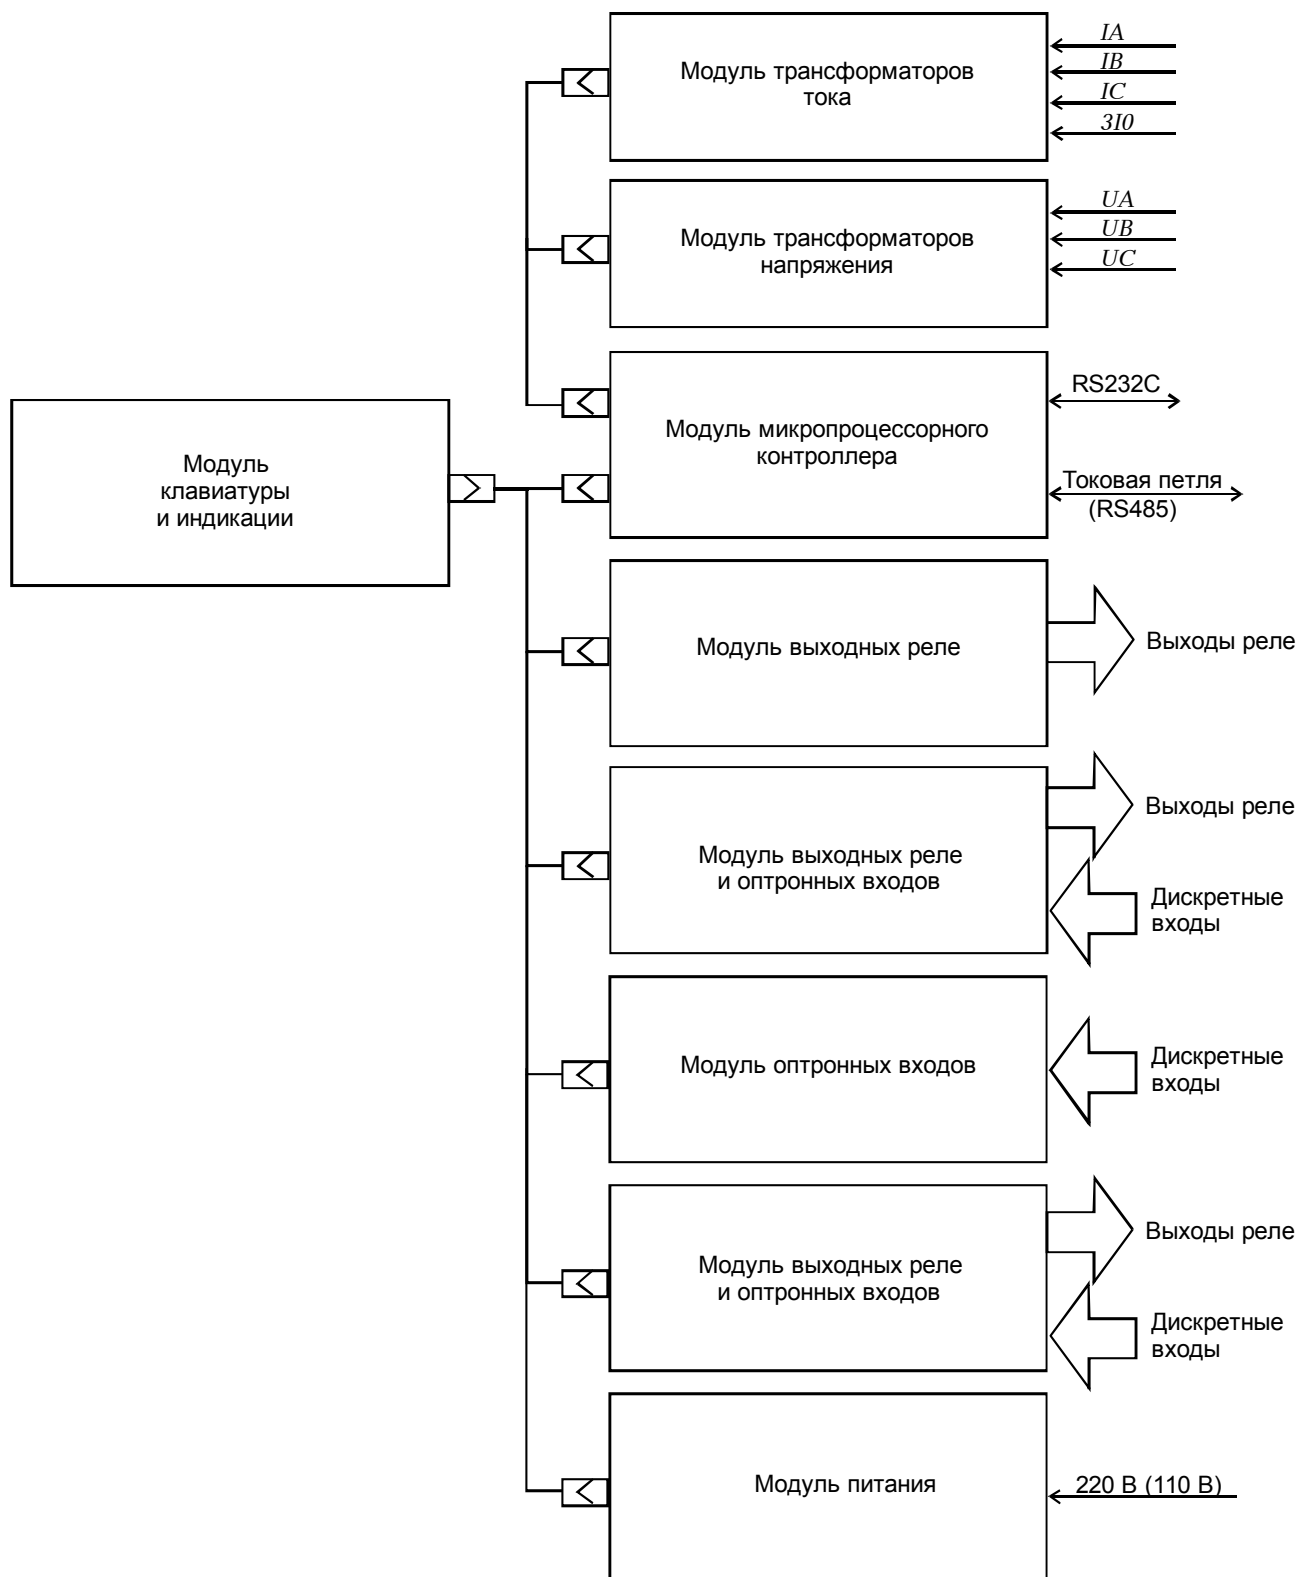 Модуль трансформаторов
тока
IA
IB
IC
3I0
Модуль трансформаторов
напряжения
UA
UB
UC
Модуль микропроцессорного
контроллера
RS232C
Токовая петля
(RS485)
Модуль
клавиатуры
и индикации
Модуль выходных реле
Выходы реле
Модуль выходных реле
и оптронных входов
Выходы реле
Дискретные
входы
Модуль оптронных входов
Дискретные
входы
Модуль выходных реле
и оптронных входов
Выходы реле
Дискретные
входы
Модуль питания
220 В (110 В)